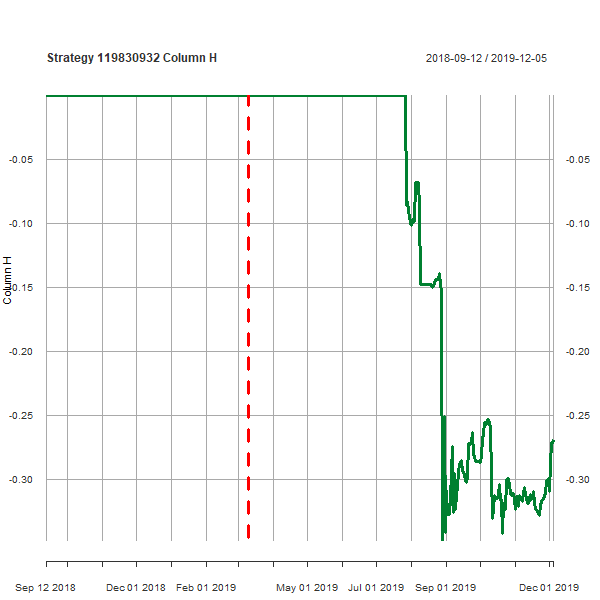 Strategy 119830932 Column H
2018-09-12 / 2019-12-05
-0.05
-0.05
-0.10
-0.10
-0.15
-0.15
-0.20
-0.20
-0.25
-0.25
-0.30
-0.30
Column H
Sep 12 2018
Dec 01 2018
Feb 01 2019
May 01 2019
Jul 01 2019
Sep 01 2019
Dec 01 2019